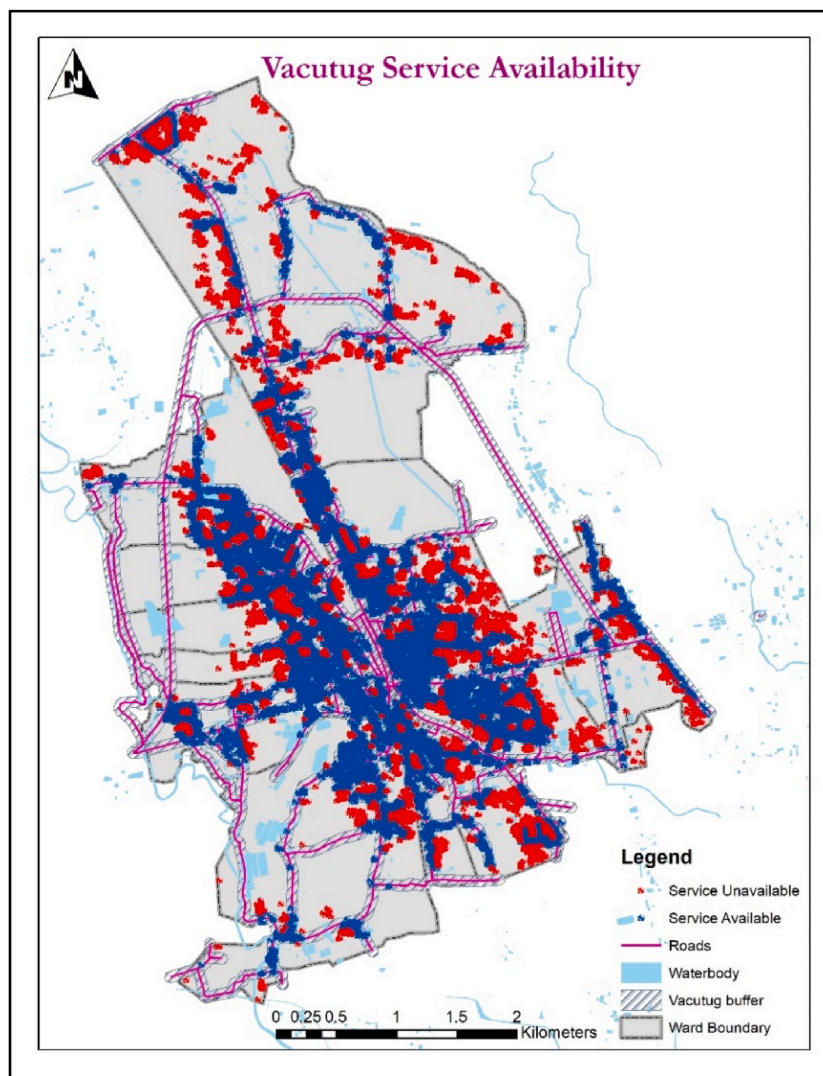 Vacutug Service Availability
N
Legend
Service Unavailable
Service Available
Roads
Waterbody
Vacutug buffer
Ward Boundary
0 0.25 0.5 1 1.5 2
Kilometers